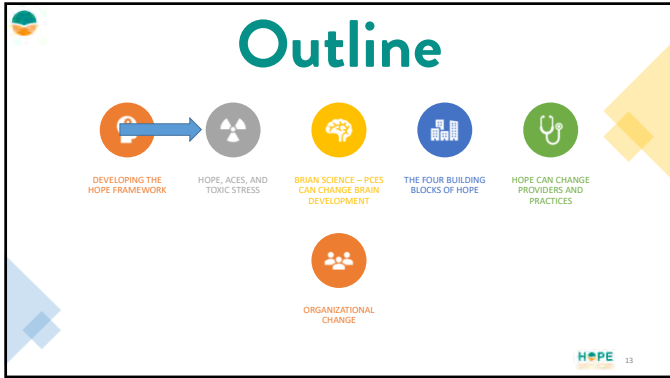 Outline
DEVELOPING THE
HOPE FRAMEWORK
HOPE, ACES, AND
TOXIC STRESS
BRIAN SCIENCE – PCES
CAN CHANGE BRAIN
DEVELOPMENT
THE FOUR BUILDING
BLOCKS OF HOPE
HOPE CAN CHANGE
PROVIDERS AND
PRACTICES
ORGANIZATIONAL
CHANGE
HOPE
13